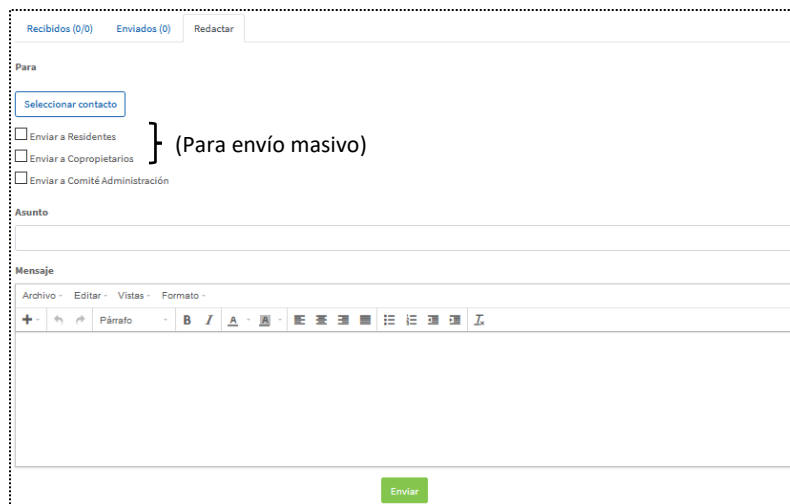 Recibidos (0/0) Enviados (0) Redactar
Para
Seleccionar contacto
Enviar a Residentes
Enviar a Copropietarios
(Para envío masivo)
Enviar a Comité Administración
Asunto
Mensaje
Archivo Editar Vistas Formato
Párrafo B I A A Tx
Enviar